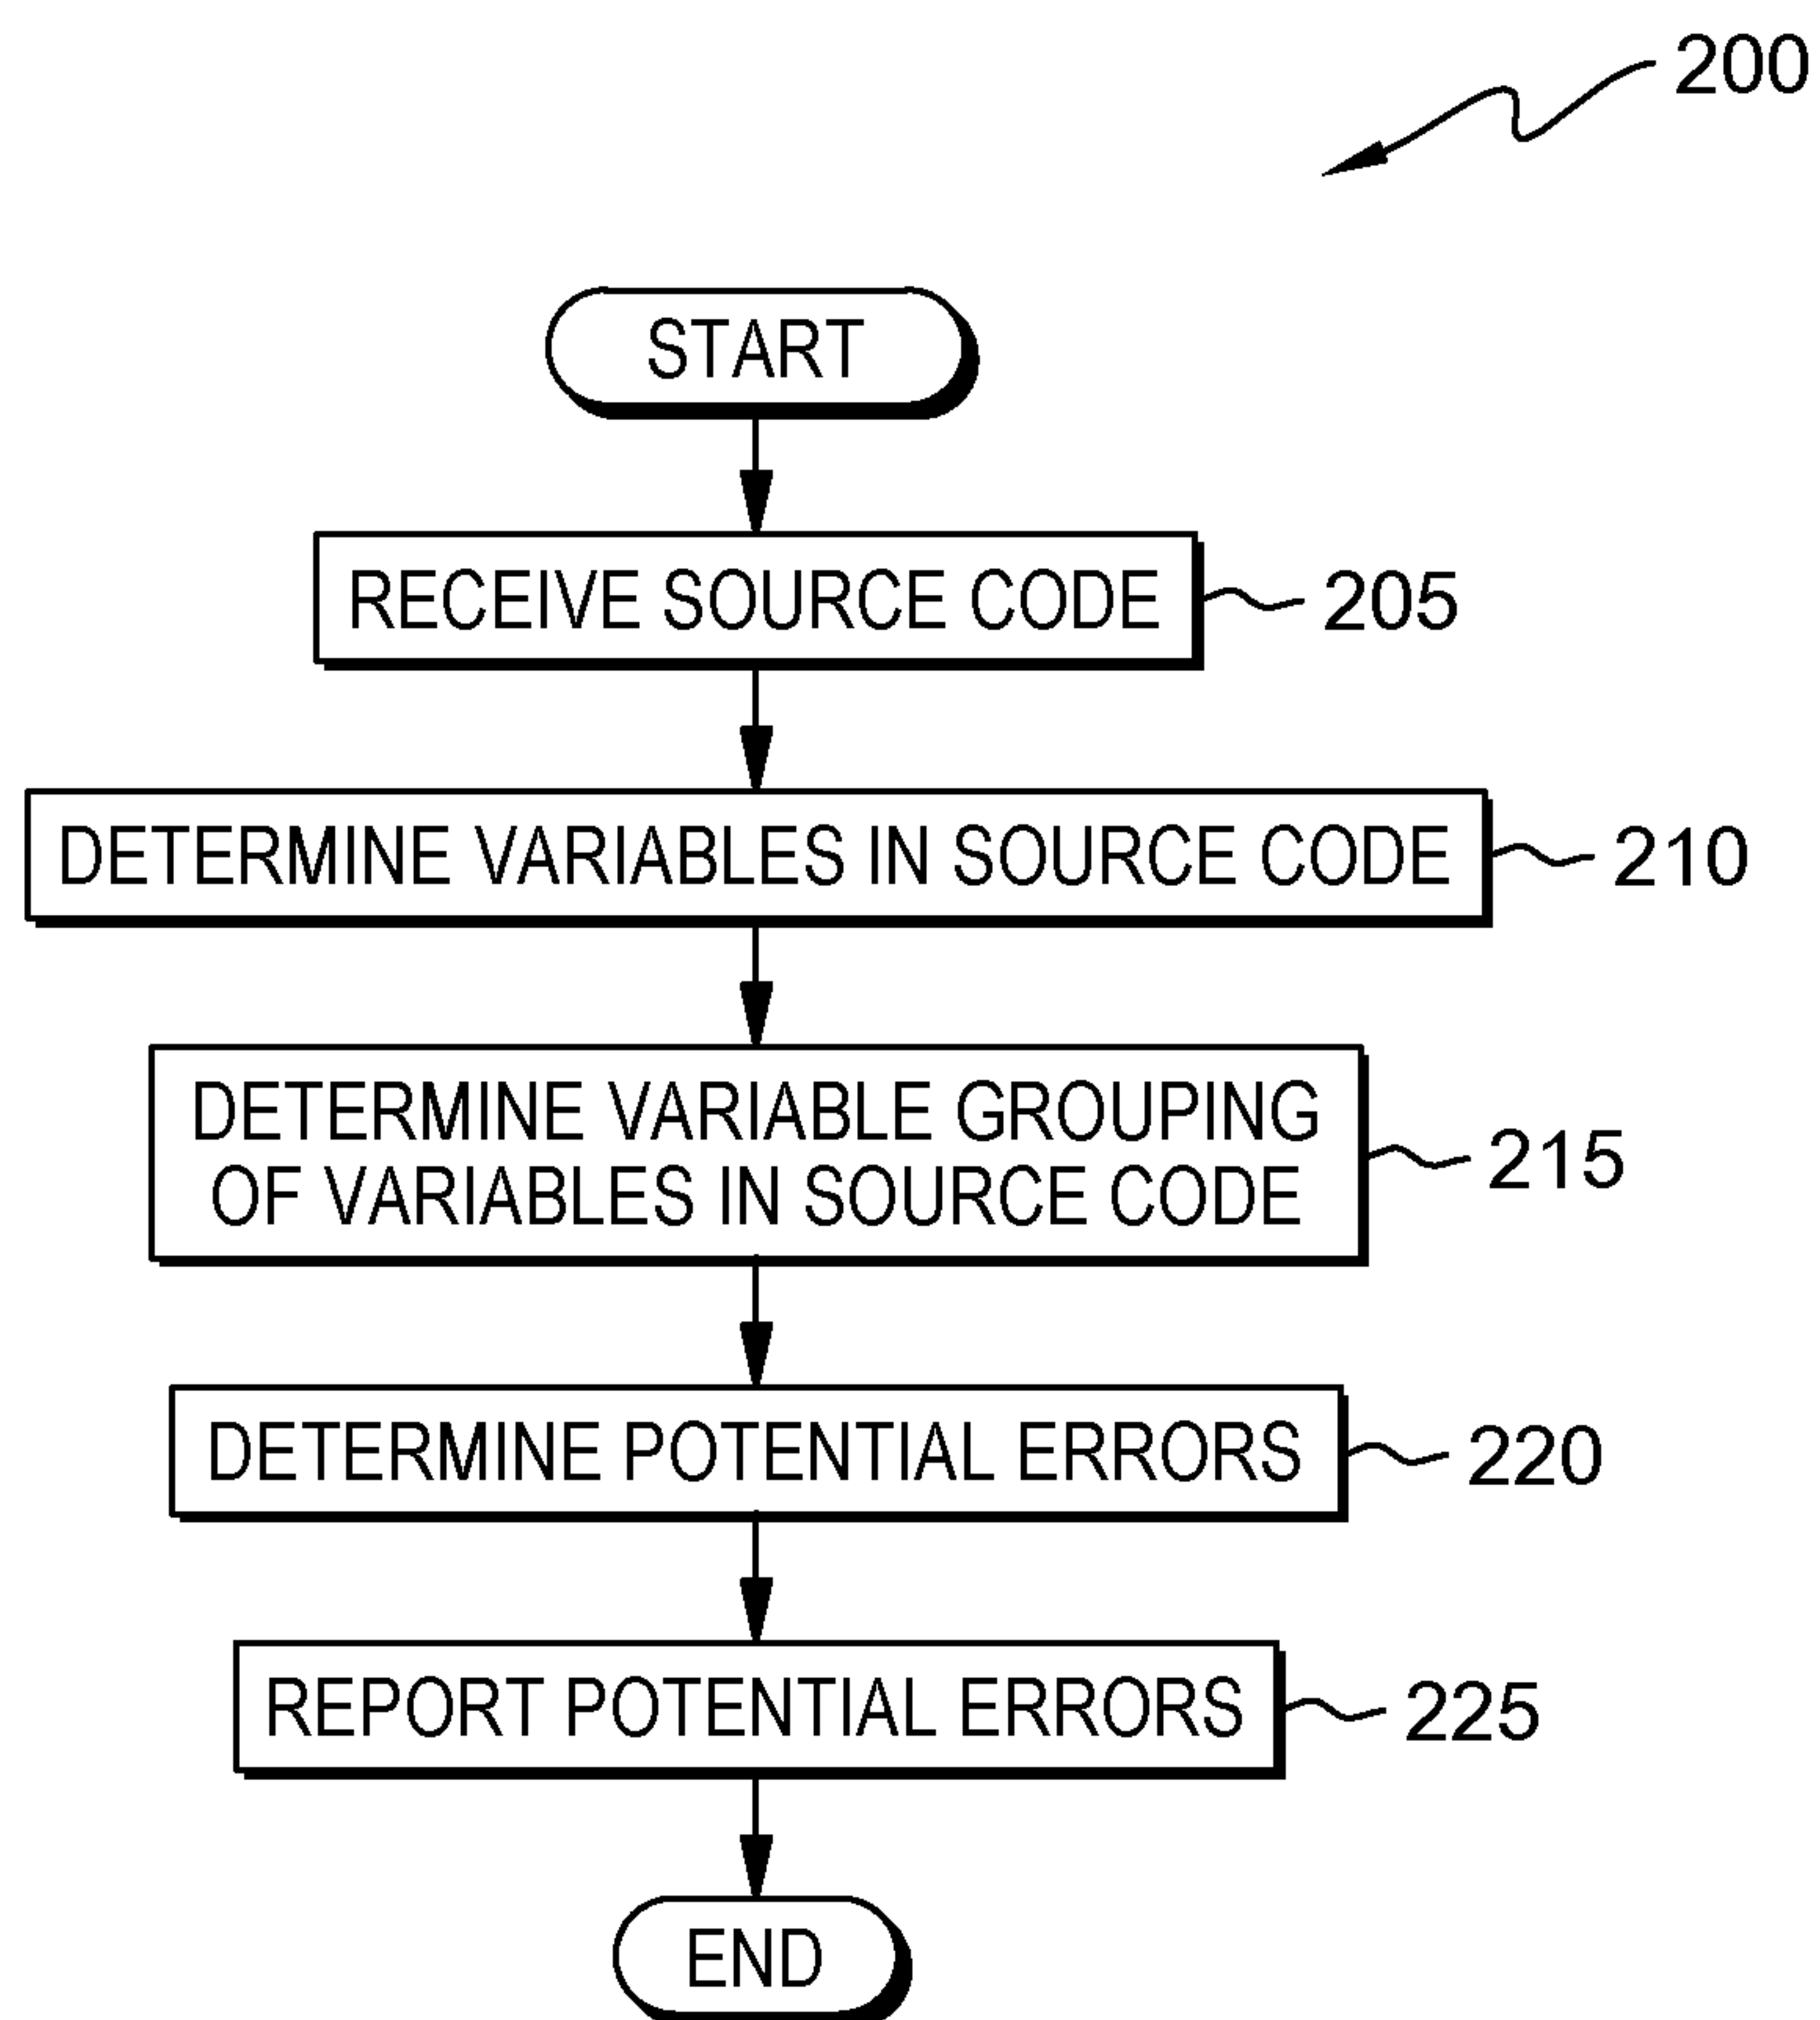 200
START
RECEIVE SOURCE CODE
205
DETERMINE VARIABLES IN SOURCE CODE
210
DETERMINE VARIABLE GROUPING
OF VARIABLES IN SOURCE CODE
215
DETERMINE POTENTIAL ERRORS
220
REPORT POTENTIAL ERRORS
225
END